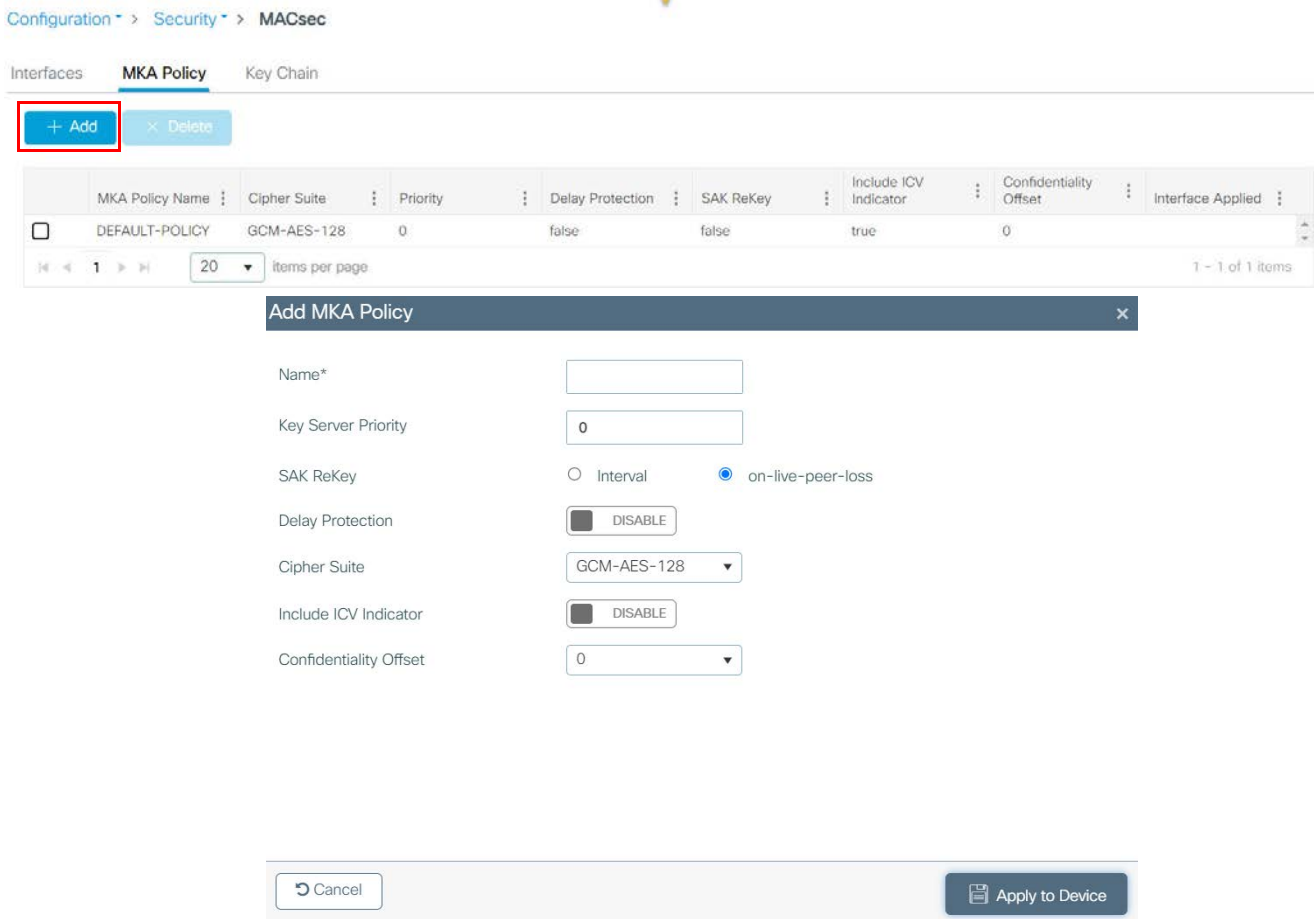 Configuration > Security > MACsec
Interfaces MKA Policy Key Chain
+ Add × Delete
MKA Policy Name Cipher Suite Priority Delay Protection SAK ReKey Include ICV Indicator Confidentiality Offset Interface Applied
DEFAULT-POLICY GCM-AES-128 0 false false true 0
1 20 items per page 1 - 1 of 1 items
Add MKA Policy ×
Name*
Key Server Priority 0
SAK ReKey Interval on-live-peer-loss
Delay Protection DISABLE
Cipher Suite GCM-AES-128
Include ICV Indicator DISABLE
Confidentiality Offset 0
Cancel Apply to Device